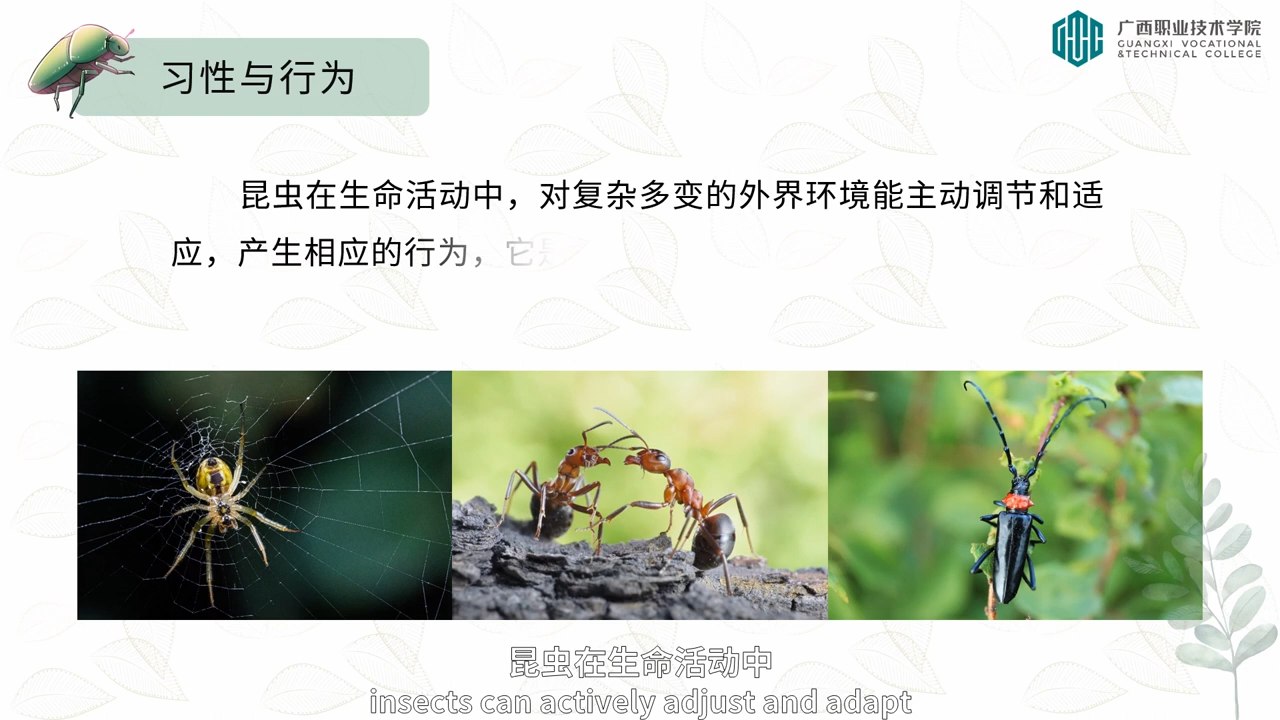 习性与行为
广西职业技术学院
GUANGXI VOCATIONAL
&TECHNICAL COLLEGE
昆虫在生命活动中，对复杂多变的外界环境能主动调节和适
应，产生相应的行为，它是
昆虫在生命活动中
insects can actively adjust and adapt